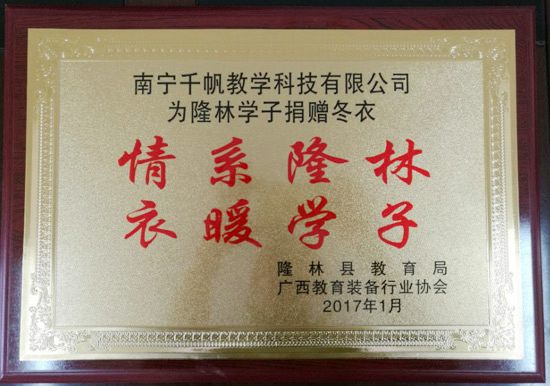 南宁千帆教学科技有限公司
为隆林学子捐赠冬衣
情系隆林
衣暖学子
隆林县教育局
广西教育装备行业协会
2017年1月